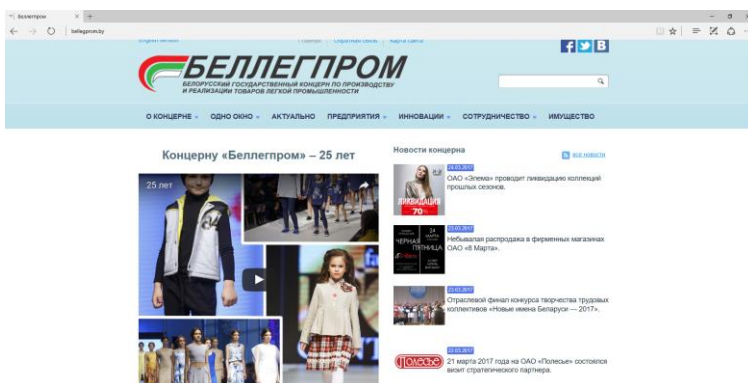 Беллегпром
bellegprom.by
English version
Главная
Обратная связь
Карта сайта
БЕЛЛЕГПРОМ
БЕЛОРУССКИЙ ГОСУДАРСТВЕННЫЙ КОНЦЕРН ПО ПРОИЗВОДСТВУ
И РЕАЛИЗАЦИИ ТОВАРОВ ЛЕГКОЙ ПРОМЫШЛЕННОСТИ
О КОНЦЕРНЕ
ОДНО ОКНО
АКТУАЛЬНО
ПРЕДПРИЯТИЯ
ИННОВАЦИИ
СОТРУДНИЧЕСТВО
ИМУЩЕСТВО
Концерну «Беллегпром» – 25 лет
25 лет
Новости концерна
все новости
24.03.2017
ОАО «Элема» проводит ликвидацию коллекций
прошлых сезонов.
ЛИКВИДАЦИЯ
70%
23.03.2017
Небывалая распродажа в фирменных магазинах
ОАО «8 Марта».
24
МАРТА
ЧЕРНАЯ
ПЯТНИЦА
23.03.2017
Отраслевой финал конкурса творчества трудовых
коллективов «Новые имена Беларуси — 2017».
22.03.2017
21 марта 2017 года на ОАО «Полесье» состоялся
визит стратегического партнера.
Полесье